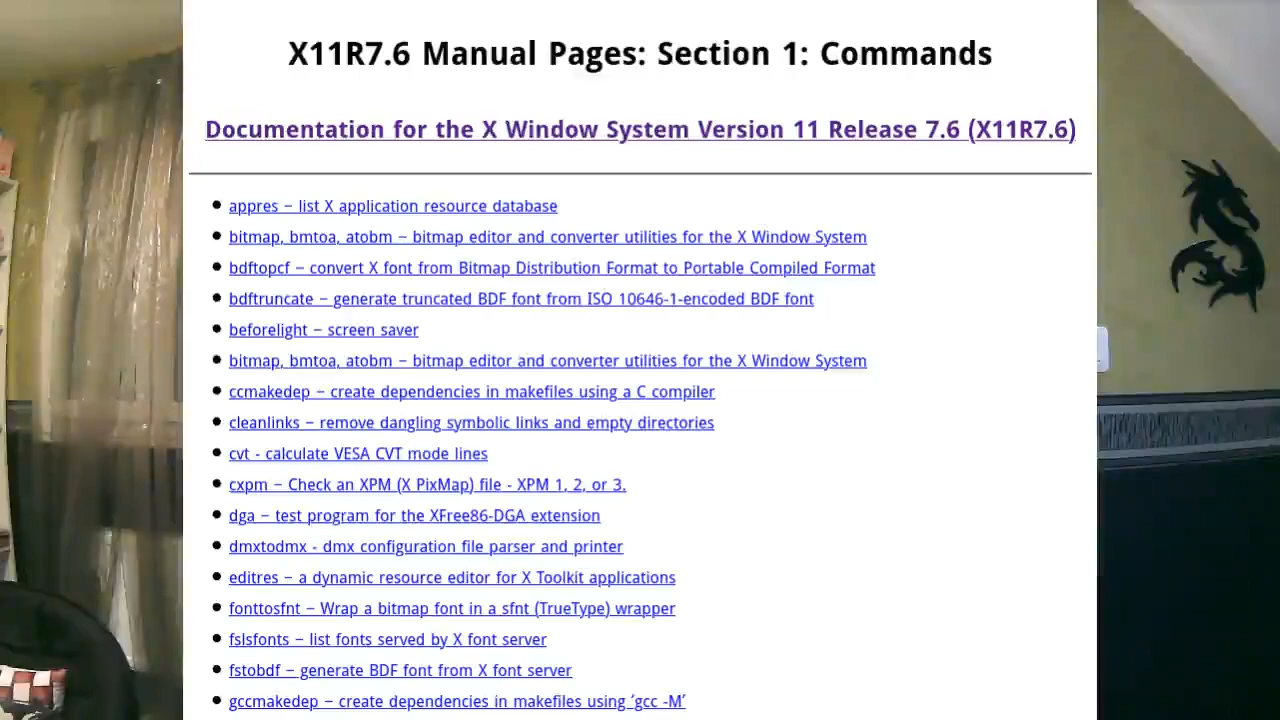 X11R7.6 Manual Pages: Section 1: Commands
Documentation for the X Window System Version 11 Release 7.6 (X11R7.6)
appres − list X application resource database
bitmap, bmtoa, atobm − bitmap editor and converter utilities for the X Window System
bdftopcf − convert X font from Bitmap Distribution Format to Portable Compiled Format
bdftruncate − generate truncated BDF font from ISO 10646-1-encoded BDF font
beforelight − screen saver
bitmap, bmtoa, atobm − bitmap editor and converter utilities for the X Window System
ccmakedep − create dependencies in makefiles using a C compiler
cleanlinks − remove dangling symbolic links and empty directories
cvt - calculate VESA CVT mode lines
cxpm − Check an XPM (X PixMap) file - XPM 1, 2, or 3.
dga − test program for the XFree86-DGA extension
dmxtodmx - dmx configuration file parser and printer
editres − a dynamic resource editor for X Toolkit applications
fonttosfnt − Wrap a bitmap font in a sfnt (TrueType) wrapper
fslsfonts − list fonts served by X font server
fstobdf − generate BDF font from X font server
gccmakedep − create dependencies in makefiles using ’gcc -M’